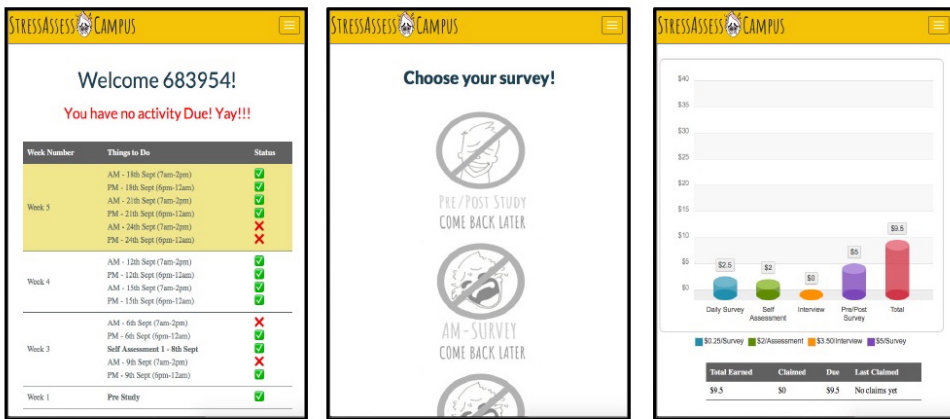 STRESSASSESS CAMPUS
Welcome 683954!
You have no activity Due! Yay!!!
Week Number Things to Do Status
Week 5
AM - 18th Sept (7am-2pm)
PM - 18th Sept (6pm-12am)
AM - 21th Sept (7am-2pm)
PM - 21th Sept (6pm-12am)
AM - 24th Sept (7am-2pm)
PM - 24th Sept (6pm-12am)
Week 4
AM - 12th Sept (7am-2pm)
PM - 12th Sept (6pm-12am)
AM - 15th Sept (7am-2pm)
PM - 15th Sept (6pm-12am)
Week 3
AM - 6th Sept (7am-2pm)
PM - 6th Sept (6pm-12am)
Self Assessment 1 - 8th Sept
AM - 9th Sept (7am-2pm)
PM - 9th Sept (6pm-12am)
Week 1 Pre Study
STRESSASSESS CAMPUS
Choose your survey!
PRE/POST STUDY
COME BACK LATER
AM-SURVEY
COME BACK LATER
STRESSASSESS CAMPUS
$40
$35
$30
$25
$20
$15
$10
$5
$0
$2.5
$2
$0
$5
$9.5
Daily Survey
Self Assessment
Interview
Pre/Post Survey
Total
$0.25/Survey $2/Assessment $3.50/Interview $5/Survey
Total Earned Claimed Due Last Claimed
$9.5 $0 $9.5 No claims yet